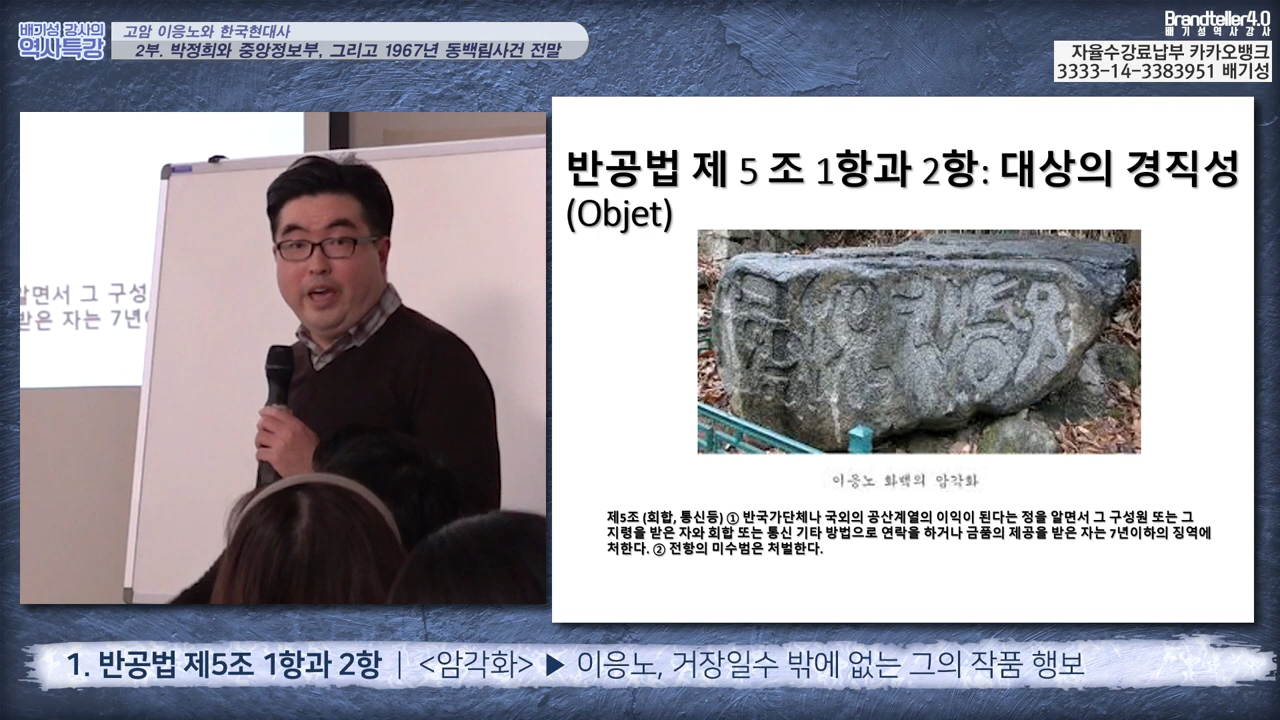 배기성 강사의
역사특강
고암 이응노와 한국현대사
2부. 박정희와 중앙정보부, 그리고 1967년 동백림사건 전말
Brandteller4.0
배기성역사강사
자율수강료납부 카카오뱅크
3333-14-3383951 배기성
알면서 그 구성
받은 자는 7년이
반공법 제 5 조 1항과 2항: 대상의 경직성
(Objet)
이응노 화백의 암각화
제5조 (회합, 통신등) ① 반국가단체나 국외의 공산계열의 이익이 된다는 정을 알면서 그 구성원 또는 그
지령을 받은 자와 회합 또는 통신 기타 방법으로 연락을 하거나 금품의 제공을 받은 자는 7년이하의 징역에
처한다. ② 전항의 미수범은 처벌한다.
1. 반공법 제5조 1항과 2항 | <암각화> ▶ 이응노, 거장일수 밖에 없는 그의 작품 행보